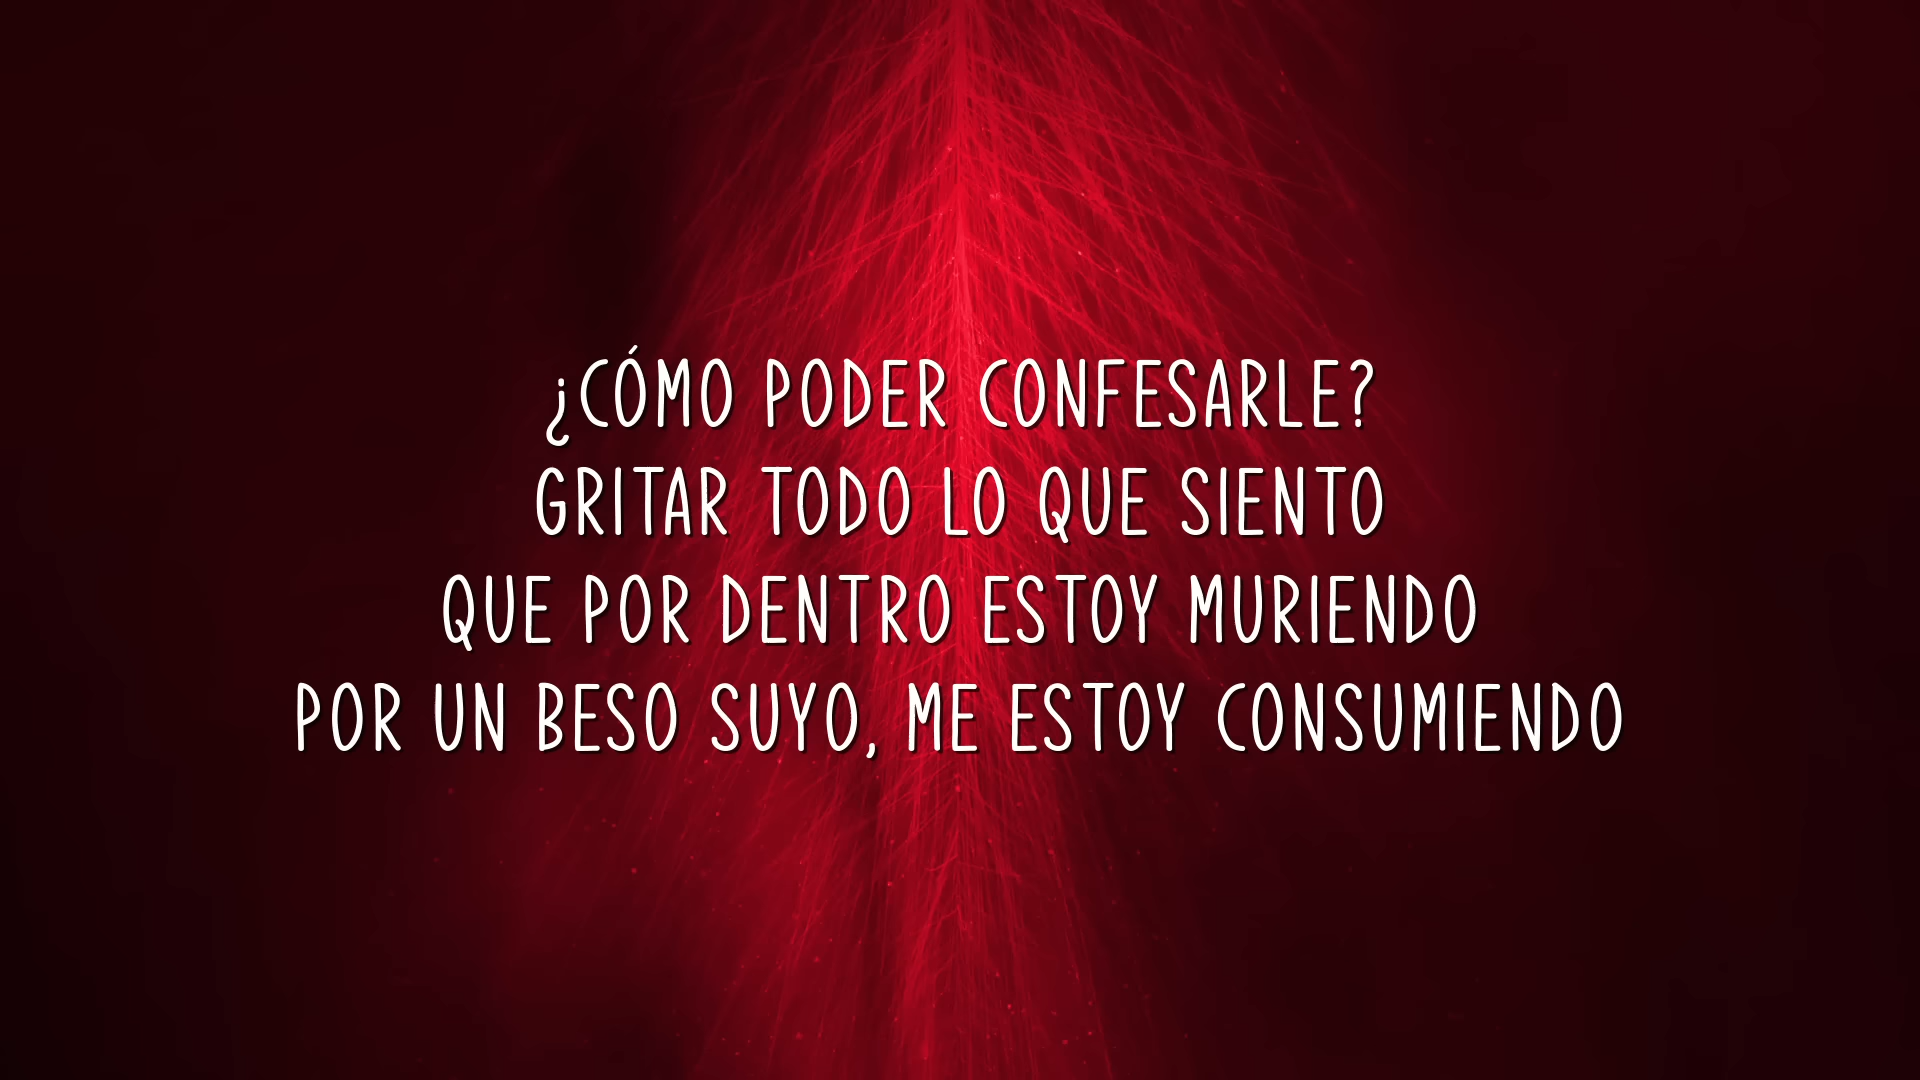 ¿CÓMO PODER CONFESARLE?
GRITAR TODO LO QUE SIENTO
QUE POR DENTRO ESTOY MURIENDO
POR UN BESO SUYO, ME ESTOY CONSUMIENDO